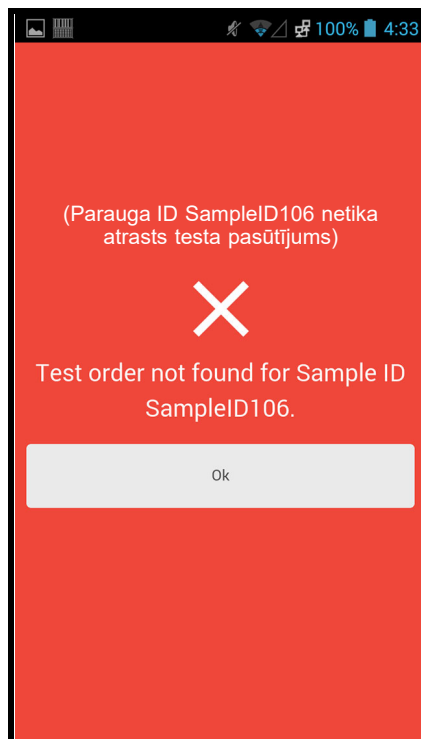 100% 4:33
(Parauga ID SampleID106 netika
atrasts testa pasūtījums)
Test order not found for Sample ID
SampleID106.
Ok